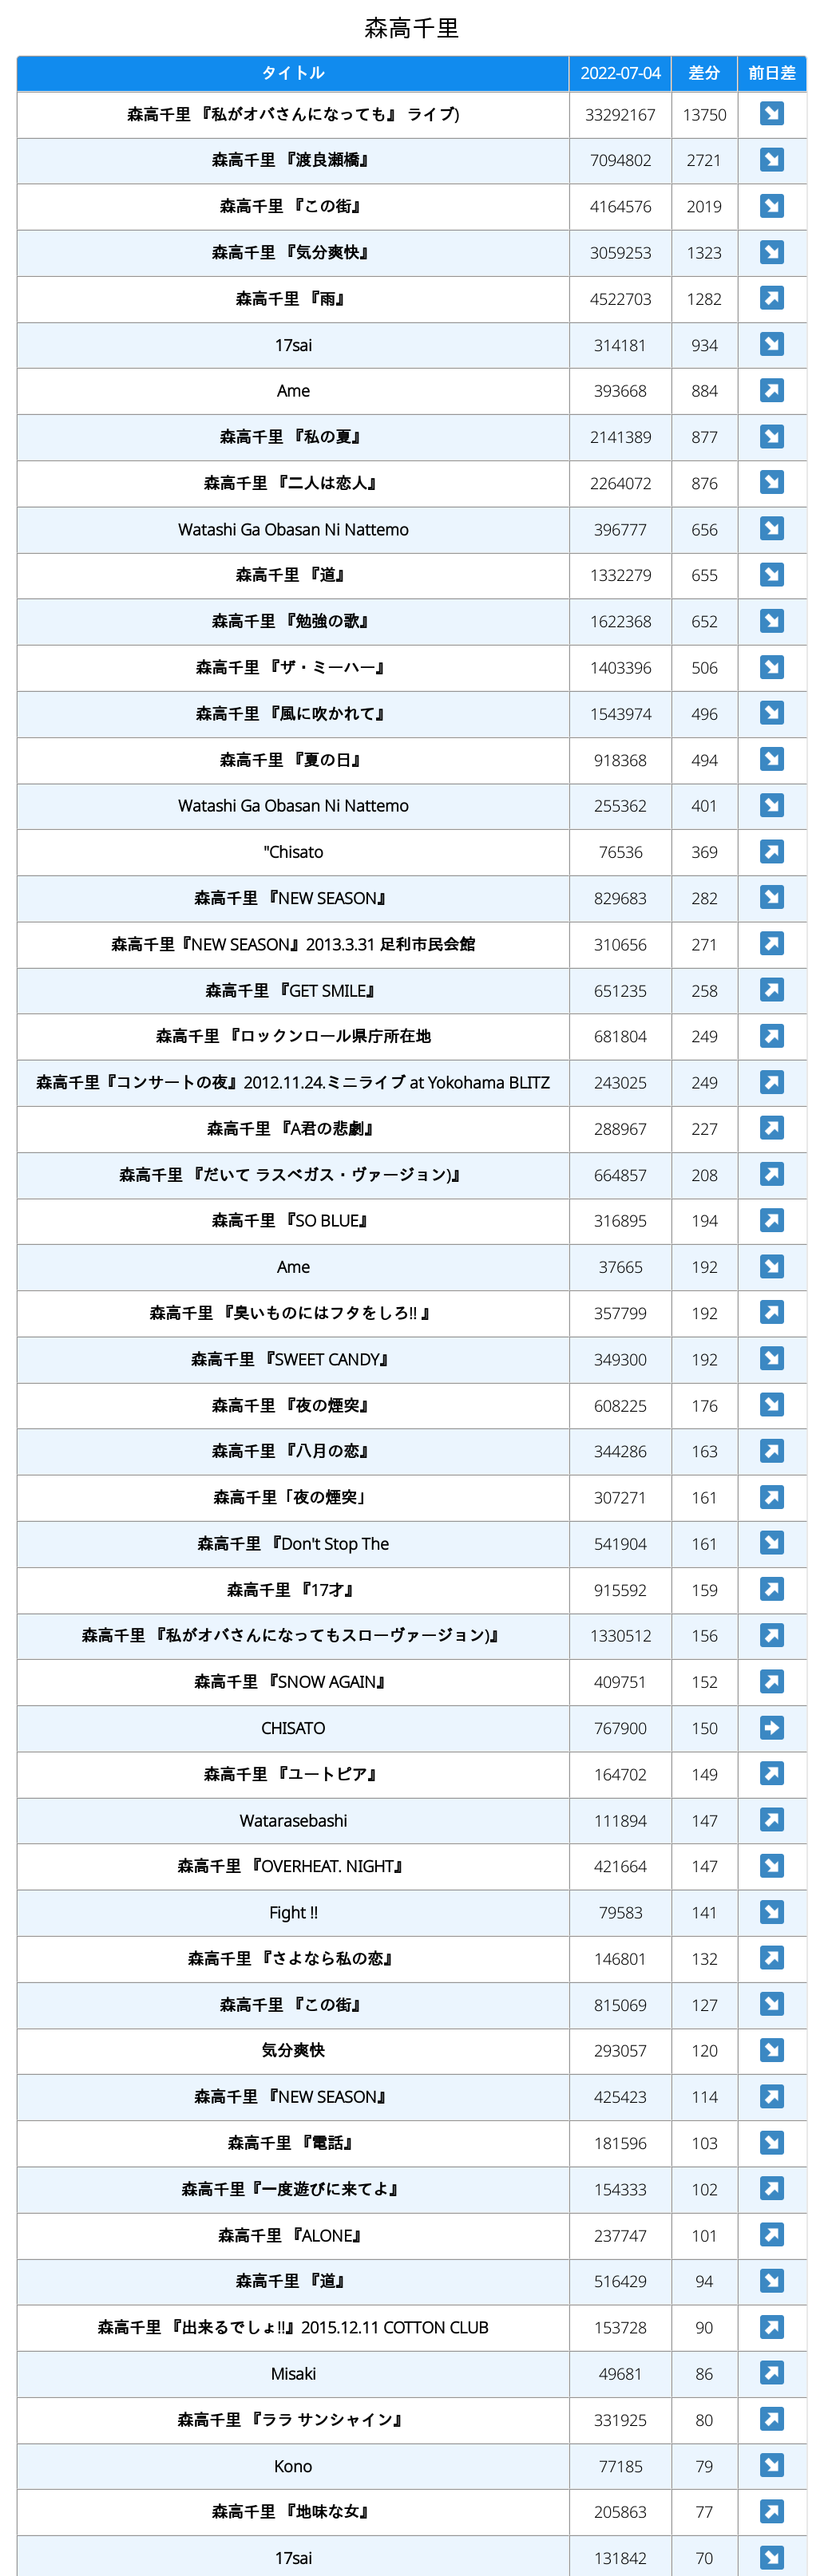 森高千里
タイトル 2022-07-04 差分 前日差
森高千里 『私がオバさんになっても』 ライブ) 33292167 13750 ↘
森高千里 『渡良瀬橋』 7094802 2721 ↘
森高千里 『この街』 4164576 2019 ↘
森高千里 『気分爽快』 3059253 1323 ↘
森高千里 『雨』 4522703 1282 ↗
17sai 314181 934 ↘
Ame 393668 884 ↗
森高千里 『私の夏』 2141389 877 ↘
森高千里 『二人は恋人』 2264072 876 ↘
Watashi Ga Obasan Ni Nattemo 396777 656 ↘
森高千里 『道』 1332279 655 ↘
森高千里 『勉強の歌』 1622368 652 ↘
森高千里 『ザ・ミーハー』 1403396 506 ↘
森高千里 『風に吹かれて』 1543974 496 ↘
森高千里 『夏の日』 918368 494 ↘
Watashi Ga Obasan Ni Nattemo 255362 401 ↘
"Chisato 76536 369 ↗
森高千里 『NEW SEASON』 829683 282 ↘
森高千里『NEW SEASON』2013.3.31 足利市民会館 310656 271 ↗
森高千里 『GET SMILE』 651235 258 ↗
森高千里 『ロックンロール県庁所在地 681804 249 ↗
森高千里『コンサートの夜』2012.11.24.ミニライブ at Yokohama BLITZ 243025 249 ↗
森高千里 『A君の悲劇』 288967 227 ↗
森高千里 『だいて ラスベガス・ヴァージョン)』 664857 208 ↗
森高千里 『SO BLUE』 316895 194 ↗
Ame 37665 192 ↘
森高千里 『臭いものにはフタをしろ!! 』 357799 192 ↗
森高千里 『SWEET CANDY』 349300 192 ↘
森高千里 『夜の煙突』 608225 176 ↘
森高千里 『八月の恋』 344286 163 ↗
森高千里「夜の煙突」 307271 161 ↗
森高千里 『Don't Stop The 541904 161 ↘
森高千里 『17才』 915592 159 ↗
森高千里 『私がオバさんになってもスローヴァージョン)』 1330512 156 ↗
森高千里 『SNOW AGAIN』 409751 152 ↗
CHISATO 767900 150 ➡
森高千里 『ユートピア』 164702 149 ↗
Watarasebashi 111894 147 ↗
森高千里 『OVERHEAT. NIGHT』 421664 147 ↘
Fight !! 79583 141 ↘
森高千里 『さよなら私の恋』 146801 132 ↗
森高千里 『この街』 815069 127 ↘
気分爽快 293057 120 ↘
森高千里 『NEW SEASON』 425423 114 ↗
森高千里 『電話』 181596 103 ↘
森高千里『一度遊びに来てよ』 154333 102 ↗
森高千里 『ALONE』 237747 101 ↗
森高千里 『道』 516429 94 ↘
森高千里 『出来るでしょ!!』2015.12.11 COTTON CLUB 153728 90 ↗
Misaki 49681 86 ↗
森高千里 『ララ サンシャイン』 331925 80 ↗
Kono 77185 79 ↘
森高千里 『地味な女』 205863 77 ↗
17sai 131842 70 ↘